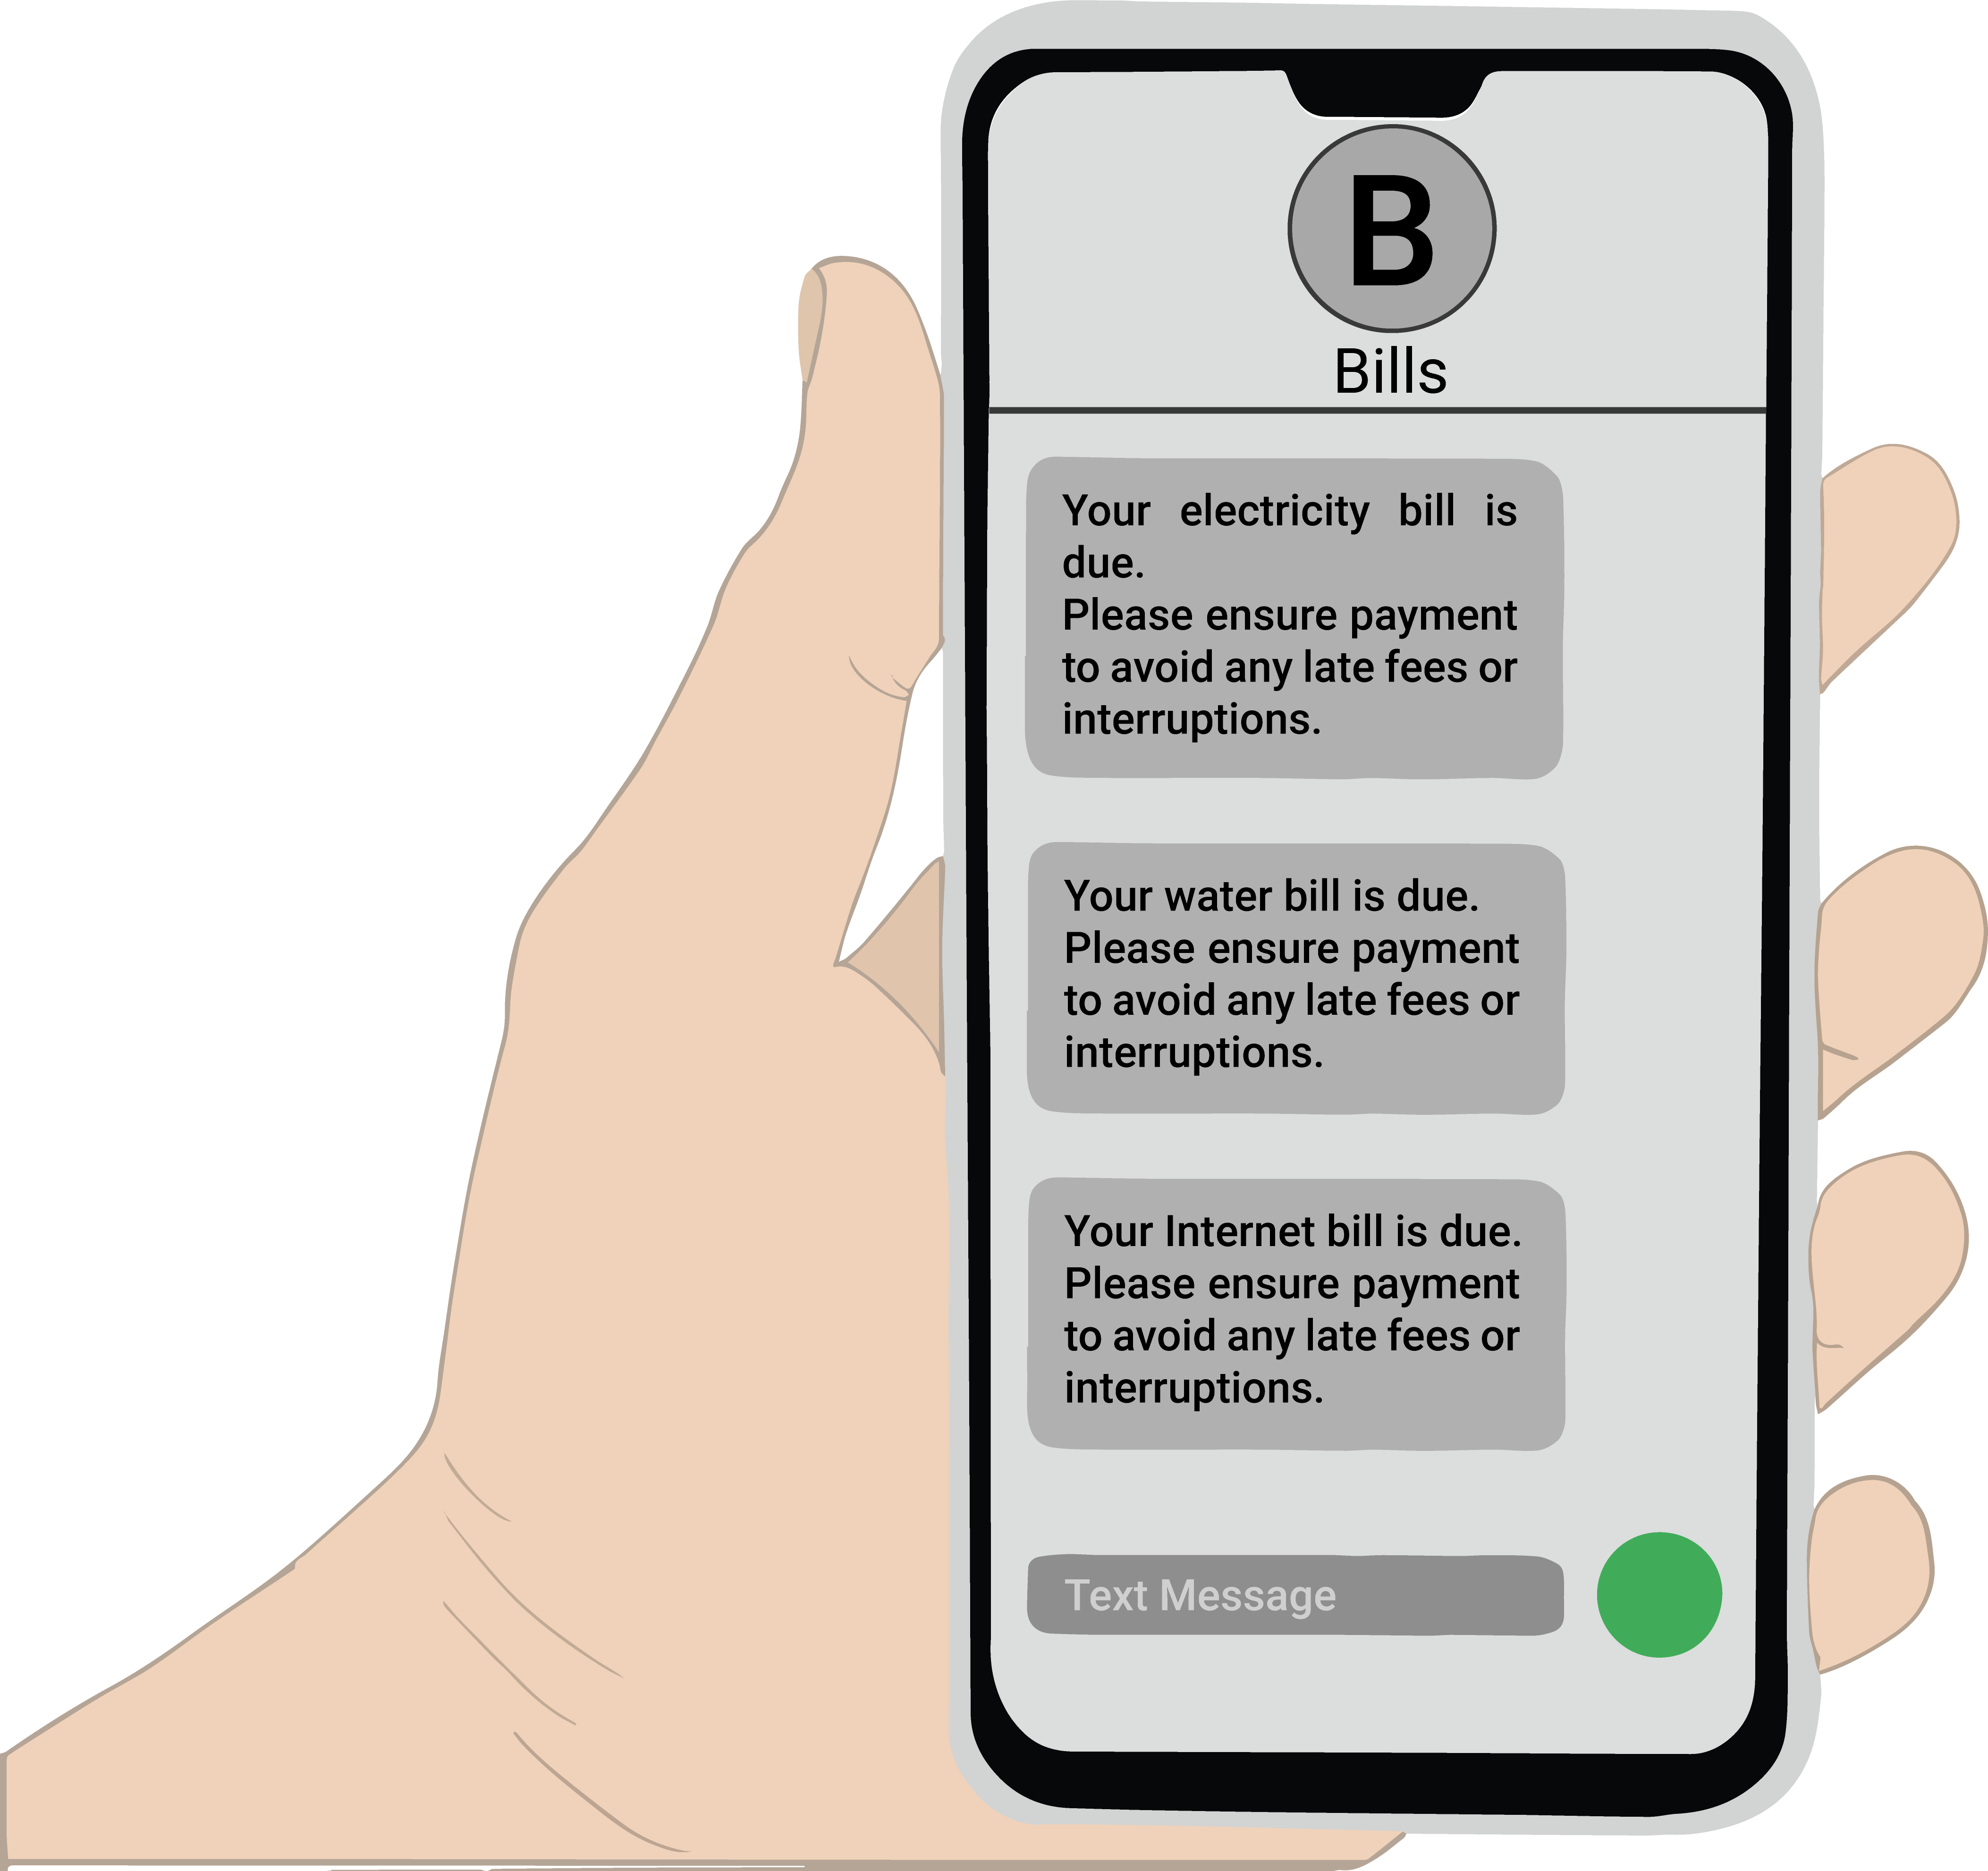 B
Bills
Your electricity bill is
due.
Please ensure payment
to avoid any late fees or
interruptions.
Your water bill is due.
Please ensure payment
to avoid any late fees or
interruptions.
Your Internet bill is due.
Please ensure payment
to avoid any late fees or
interruptions.
Text Message